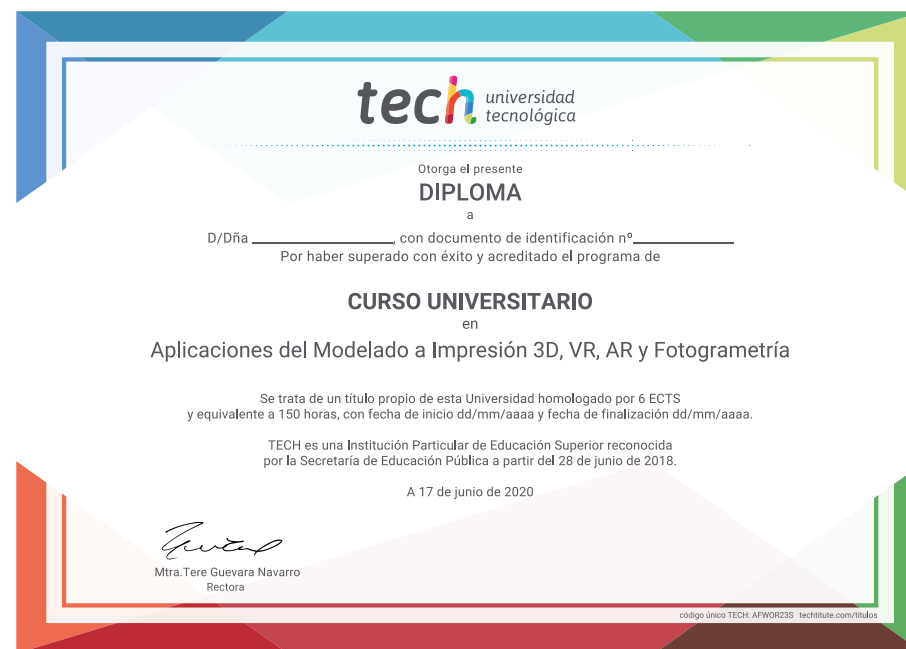 tech universidad
tecnológica
Otorga el presente
DIPLOMA
a
D/Dña ____________________, con documento de identificación nº______________
Por haber superado con éxito y acreditado el programa de
CURSO UNIVERSITARIO
en
Aplicaciones del Modelado a Impresión 3D, VR, AR y Fotogrametría
Se trata de un título propio de esta Universidad homologado por 6 ECTS
y equivalente a 150 horas, con fecha de inicio dd/mm/aaaa y fecha de finalización dd/mm/aaaa.
TECH es una Institución Particular de Educación Superior reconocida
por la Secretaría de Educación Pública a partir del 28 de junio de 2018.
A 17 de junio de 2020
Mtra.Tere Guevara Navarro
Rectora
código único TECH: AFWOR23S techtitute.com/titulos